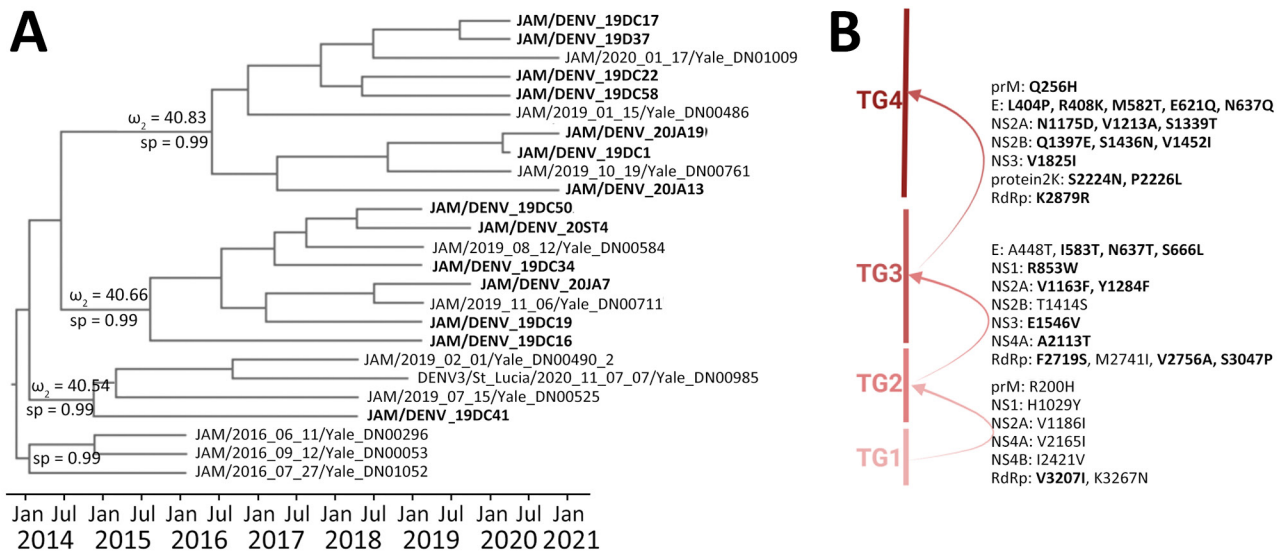 A
JAM/DENV_19DC17
JAM/DENV_19D37
JAM/2020_01_17/Yale_DN01009
JAM/DENV_19DC22
JAM/DENV_19DC58
JAM/2019_01_15/Yale_DN00486
JAM/DENV_20JA19
JAM/DENV_19DC1
JAM/2019_10_19/Yale_DN00761
JAM/DENV_20JA13
JAM/DENV_19DC50
JAM/DENV_20ST4
JAM/2019_08_12/Yale_DN00584
JAM/DENV_19DC34
JAM/DENV_20JA7
JAM/2019_11_06/Yale_DN00711
JAM/DENV_19DC19
JAM/DENV_19DC16
JAM/2019_02_01/Yale_DN00490_2
DENV3/St_Lucia/2020_11_07_07/Yale_DN00985
JAM/2019_07_15/Yale_DN00525
JAM/DENV_19DC41
JAM/2016_06_11/Yale_DN00296
JAM/2016_09_12/Yale_DN00053
JAM/2016_07_27/Yale_DN01052
ω2 = 40.83
sp = 0.99
ω2 = 40.66
sp = 0.99
ω2 = 40.54
sp = 0.99
sp = 0.99
Jan Jul Jan Jul Jan Jul Jan Jul Jan Jul Jan Jul Jan Jul Jan
2014 2015 2016 2017 2018 2019 2020 2021
B
TG4
prM: Q256H
E: L404P, R408K, M582T, E621Q, N637Q
NS2A: N1175D, V1213A, S1339T
NS2B: Q1397E, S1436N, V1452I
NS3: V1825I
protein2K: S2224N, P2226L
RdRp: K2879R
TG3
E: A448T, I583T, N637T, S666L
NS1: R853W
NS2A: V1163F, Y1284F
NS2B: T1414S
NS3: E1546V
NS4A: A2113T
RdRp: F2719S, M2741I, V2756A, S3047P
TG2
prM: R200H
NS1: H1029Y
NS2A: V1186I
NS4A: V2165I
NS4B: I2421V
RdRp: V3207I, K3267N
TG1